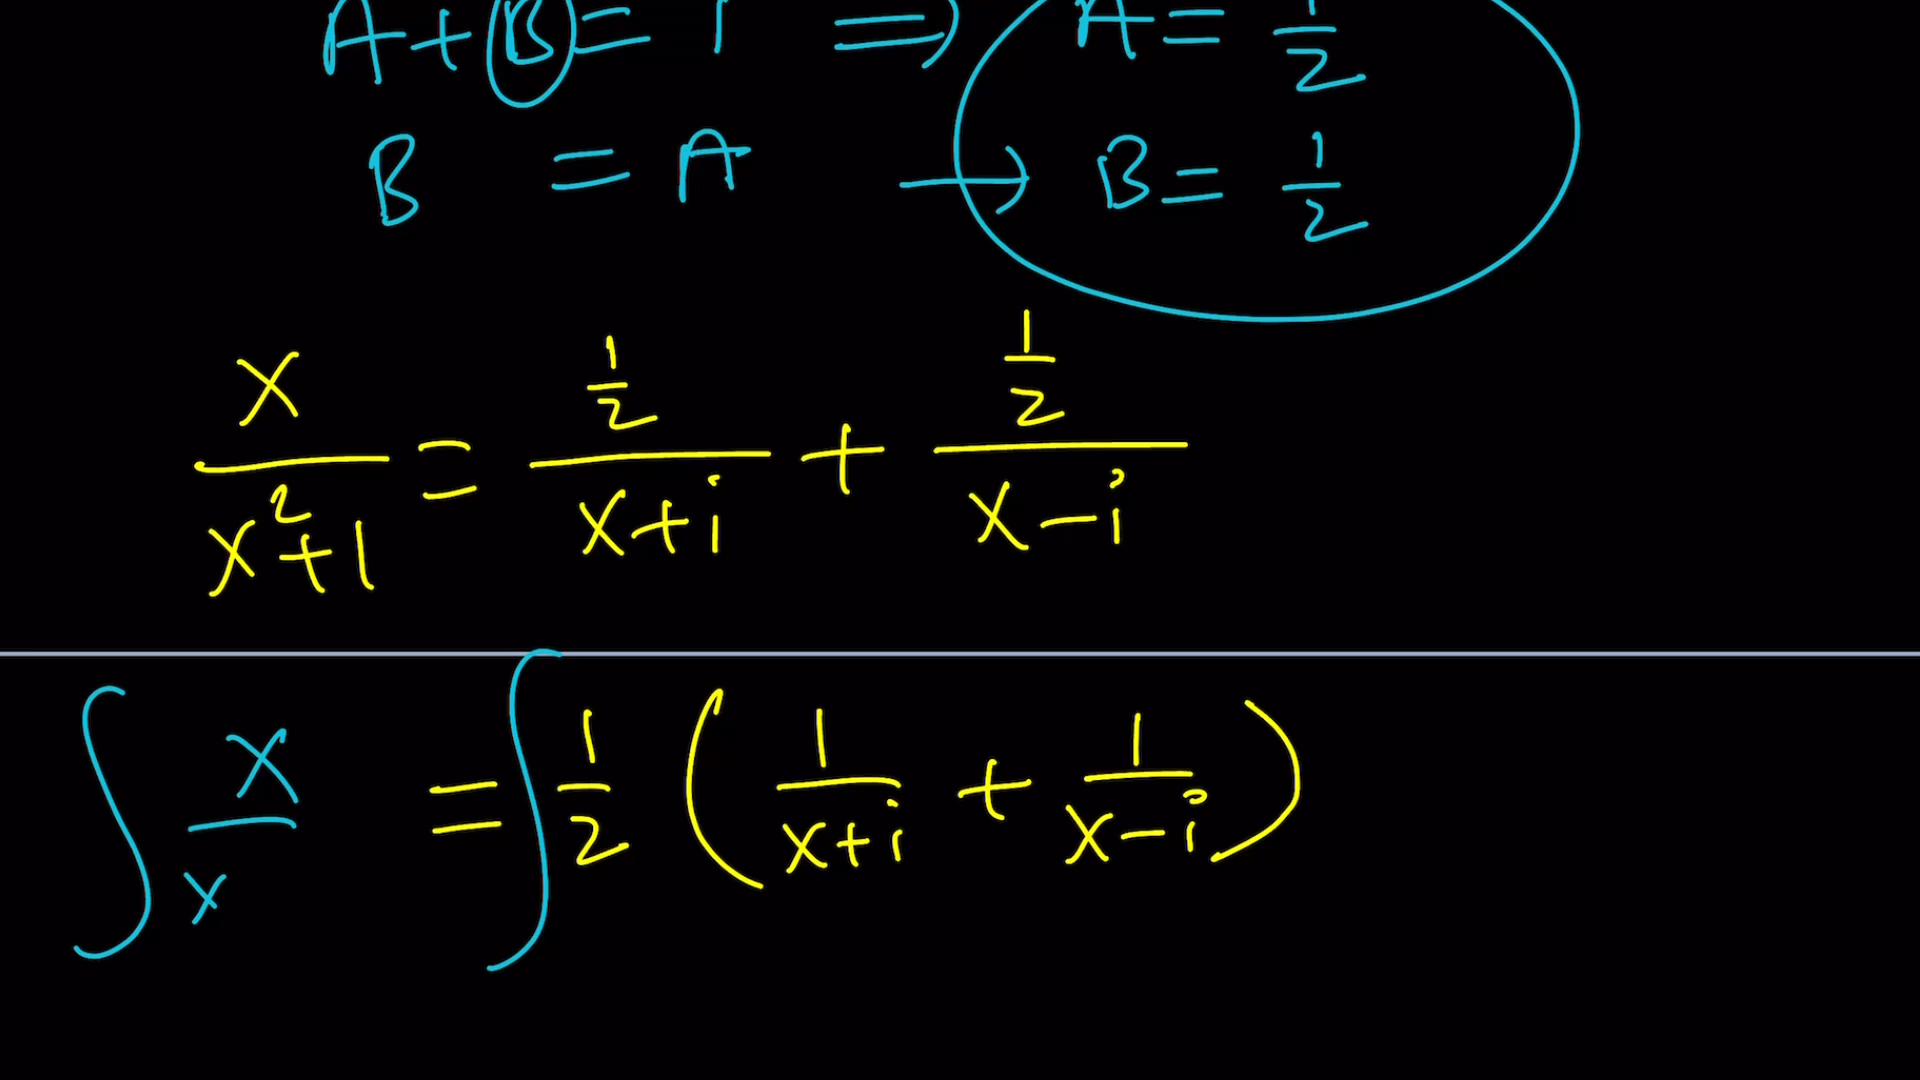 A + B = 1 ⇒ A = 1/2
B = A → B = 1/2
x/(x²+1) = (1/2)/(x+i) + (1/2)/(x-i)
∫ x/x = ∫ 1/2 (1/(x+i) + 1/(x-i))